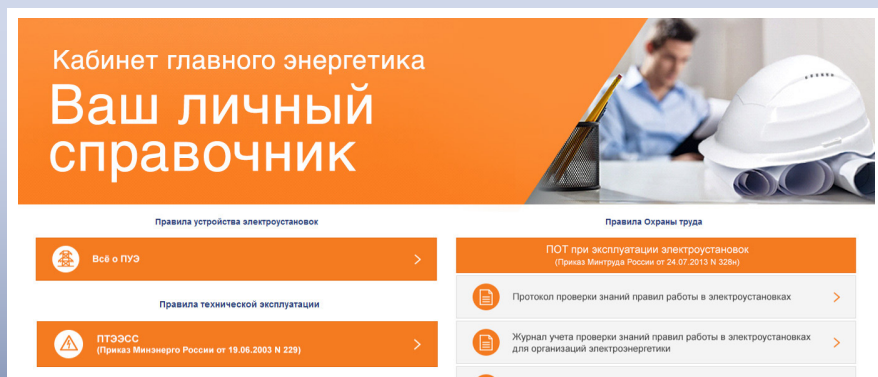 Кабинет главного энергетика
Ваш личный
справочник
Правила устройства электроустановок
Всё о ПУЭ
Правила технической эксплуатации
ПТЭЭСС
(Приказ Минэнерго России от 19.06.2003 N 229)
Правила Охраны труда
ПОТ при эксплуатации электроустановок
(Приказ Минтруда России от 24.07.2013 N 328н)
Протокол проверки знаний правил работы в электроустановках
Журнал учета проверки знаний правил работы в электроустановках
для организаций электроэнергетики